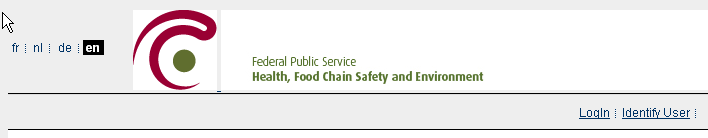 fr nl de en
Federal Public Service
Health, Food Chain Safety and Environment
LogIn Identify User